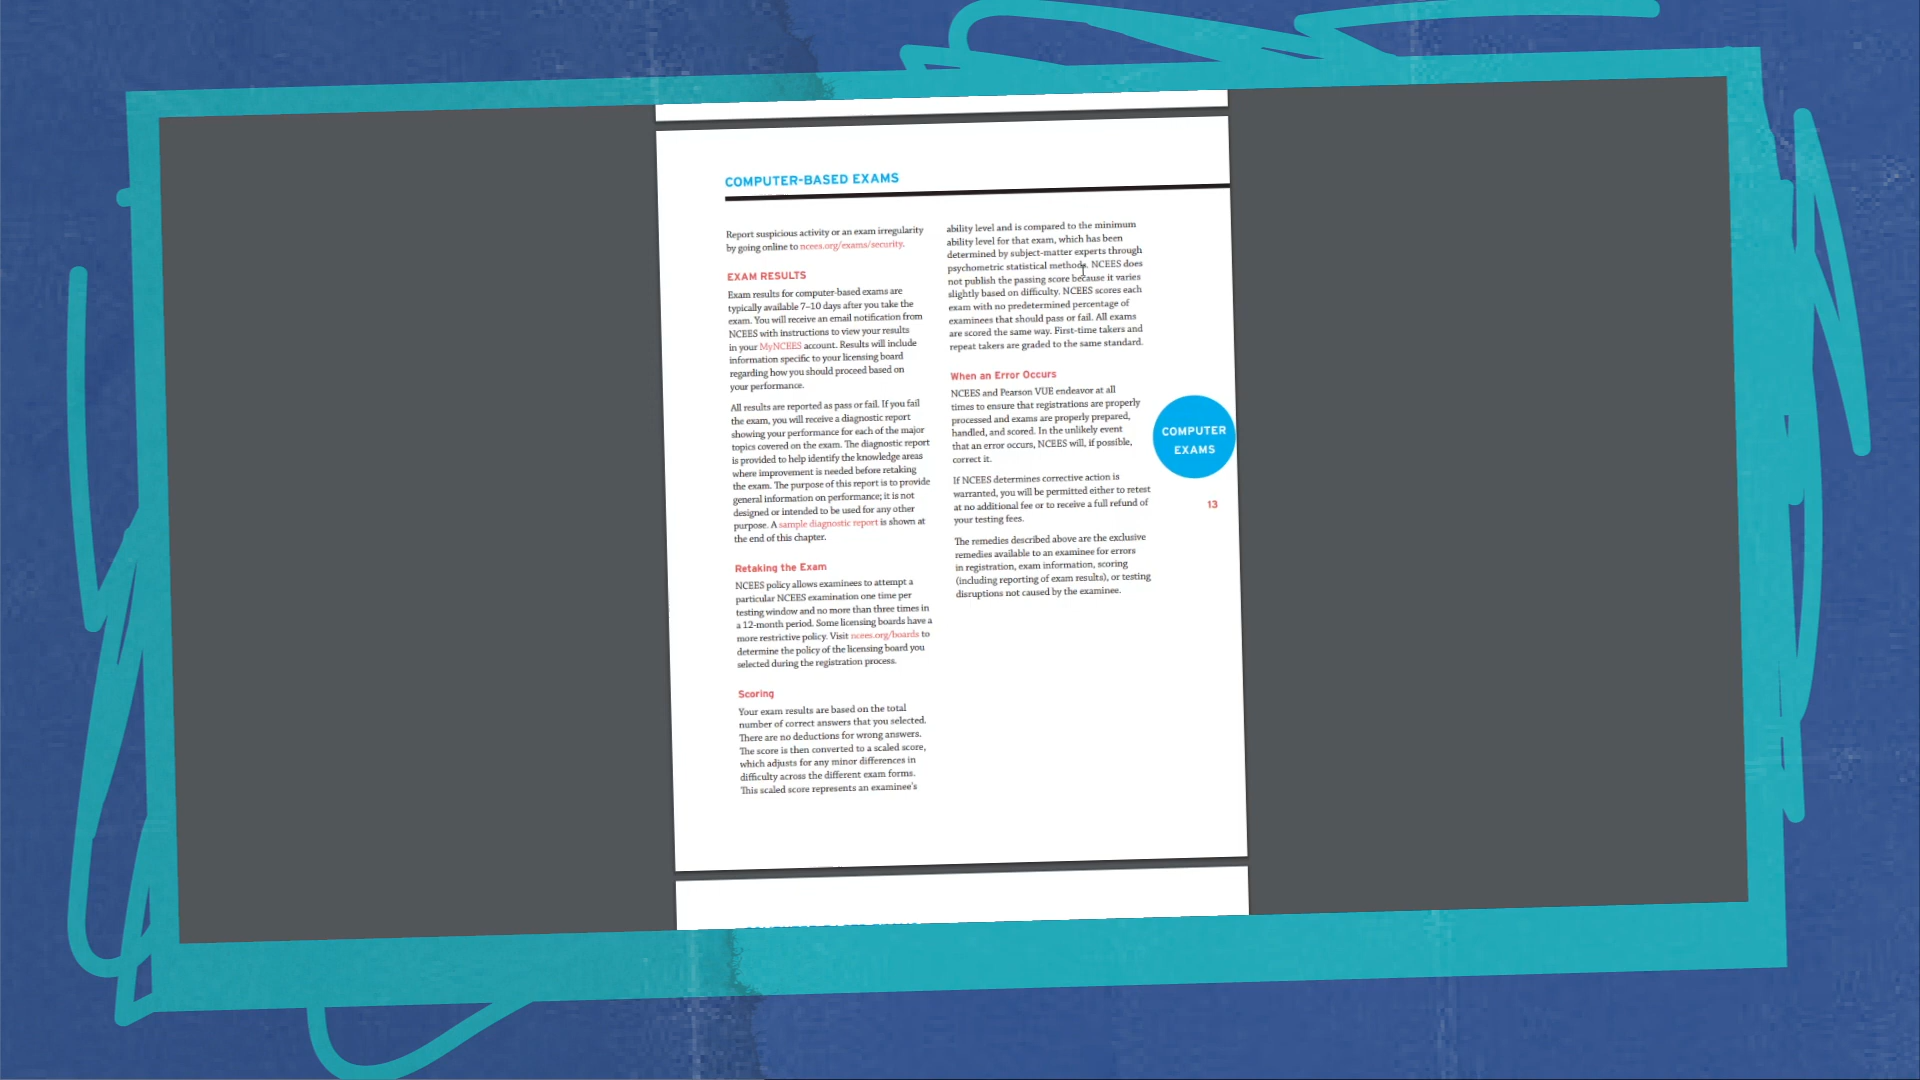 COMPUTER-BASED EXAMS
Report suspicious activity or an exam irregularity
by going online to ncees.org/exams/security.
EXAM RESULTS
Exam results for computer-based exams are
typically available 7–10 days after you take the
exam. You will receive an email notification from
NCEES with instructions to view your results
in your MyNCEES account. Results will include
information specific to your licensing board
regarding how you should proceed based on
your performance.
All results are reported as pass or fail. If you fail
the exam, you will receive a diagnostic report
showing your performance for each of the major
topics covered on the exam. The diagnostic report
is provided to help identify the knowledge areas
where improvement is needed before retaking
the exam. The purpose of this report is to provide
general information on performance; it is not
designed or intended to be used for any other
purpose. A sample diagnostic report is shown at
the end of this chapter.
Retaking the Exam
NCEES policy allows examinees to attempt a
particular NCEES examination one time per
testing window and no more than three times in
a 12-month period. Some licensing boards have a
more restrictive policy. Visit ncees.org/boards to
determine the policy of the licensing board you
selected during the registration process.
Scoring
Your exam results are based on the total
number of correct answers that you selected.
There are no deductions for wrong answers.
The score is then converted to a scaled score,
which adjusts for any minor differences in
difficulty across the different exam forms.
This scaled score represents an examinee's
ability level and is compared to the minimum
ability level for that exam, which has been
determined by subject-matter experts through
psychometric statistical methods. NCEES does
not publish the passing score because it varies
slightly based on difficulty. NCEES scores each
exam with no predetermined percentage of
examinees that should pass or fail. All exams
are scored the same way. First-time takers and
repeat takers are graded to the same standard.
When an Error Occurs
NCEES and Pearson VUE endeavor at all
times to ensure that registrations are properly
processed and exams are properly prepared,
handled, and scored. In the unlikely event
that an error occurs, NCEES will, if possible,
correct it.
If NCEES determines corrective action is
warranted, you will be permitted either to retest
at no additional fee or to receive a full refund of
your testing fees.
The remedies described above are the exclusive
remedies available to an examinee for errors
in registration, exam information, scoring
(including reporting of exam results), or testing
disruptions not caused by the examinee.
COMPUTER
EXAMS
13